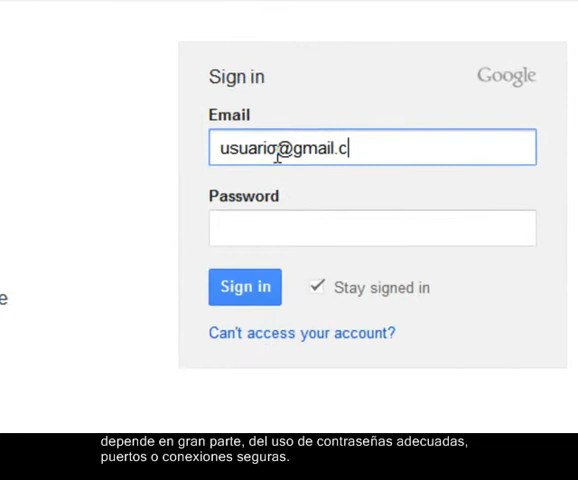 Sign in
Google
Email
usuario@gmail.c
Password
Sign in
Stay signed in
e
Can't access your account?
depende en gran parte, del uso de contraseñas adecuadas,
puertos o conexiones seguras.